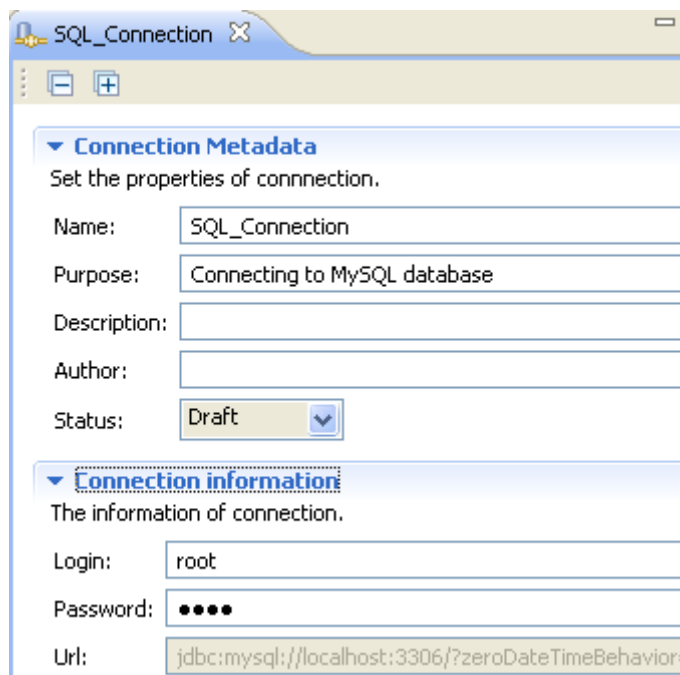 SQL_Connection
Connection Metadata
Set the properties of connnection.
Name: SQL_Connection
Purpose: Connecting to MySQL database
Description:
Author:
Status: Draft
Connection information
The information of connection.
Login: root
Password: ●●●●
Url: jdbc:mysql://localhost:3306/?zeroDateTimeBehavior=